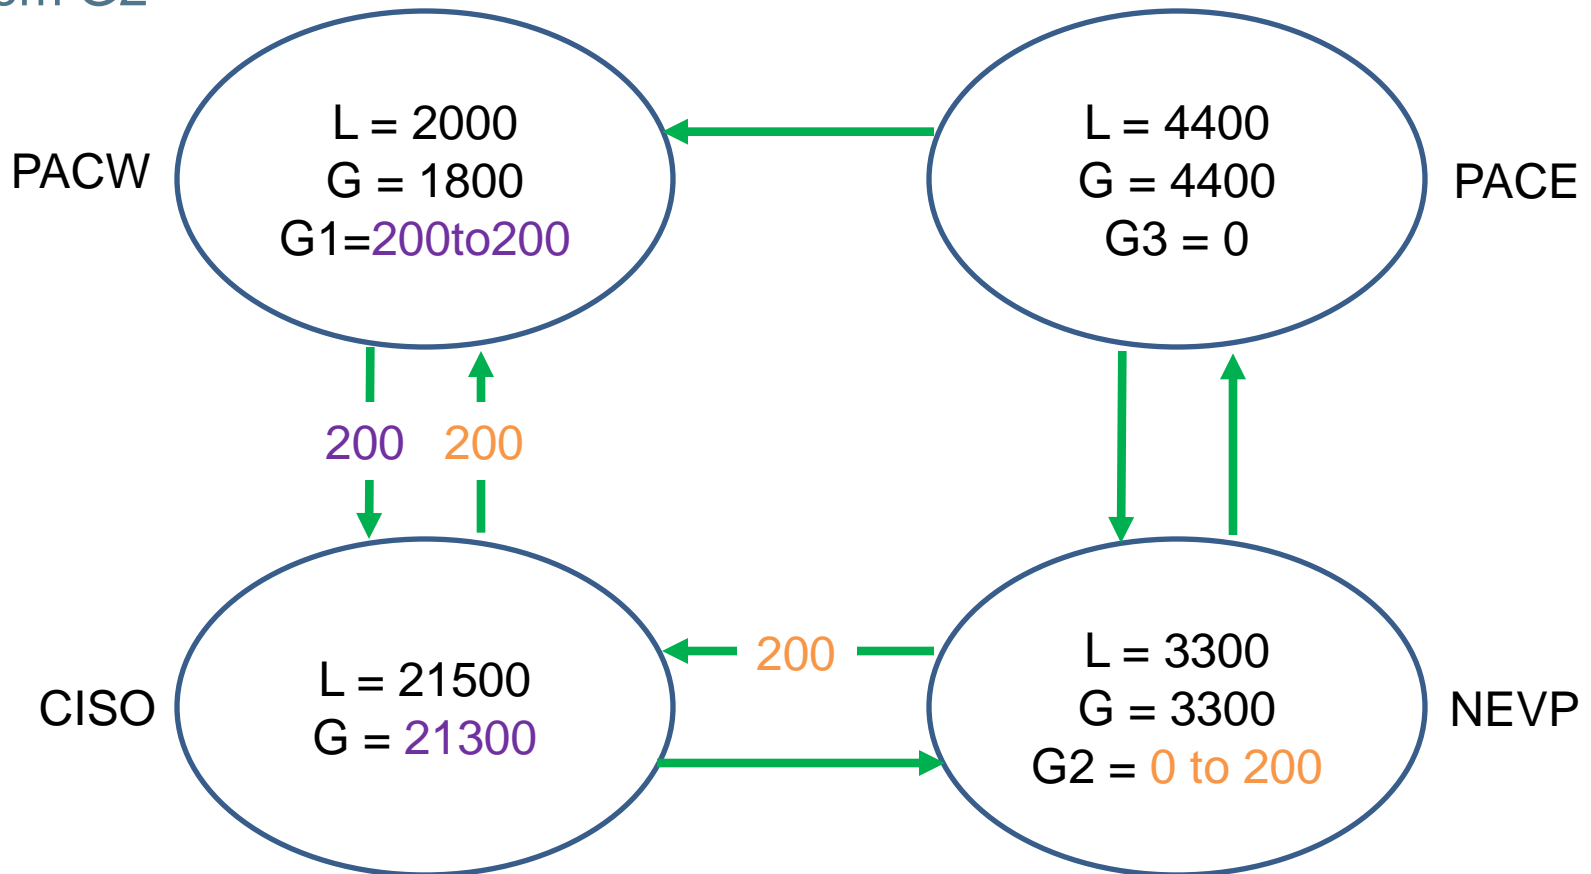 G2
PACW
L = 2000
G = 1800
G1=200to200
L = 4400
G = 4400
G3 = 0
PACE
200
200
CISO
L = 21500
G = 21300
200
L = 3300
G = 3300
G2 = 0 to 200
NEVP